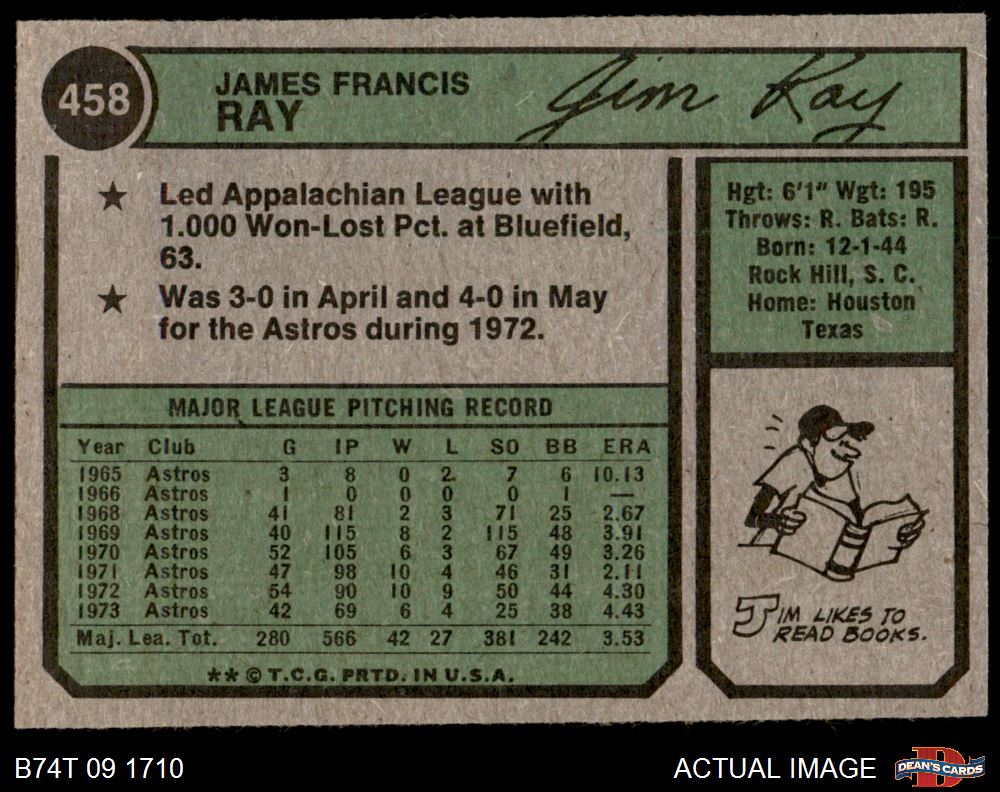 458
JAMES FRANCIS
RAY
Jim Ray
★ Led Appalachian League with
1.000 Won-Lost Pct. at Bluefield,
63.
★ Was 3-0 in April and 4-0 in May
for the Astros during 1972.
Hgt: 6'1" Wgt: 195
Throws: R. Bats: R.
Born: 12-1-44
Rock Hill, S. C.
Home: Houston
Texas
MAJOR LEAGUE PITCHING RECORD
Year Club G IP W L SO BB ERA
1965 Astros 3 8 0 2 7 6 10.13
1966 Astros 1 0 0 0 0 1 —
1968 Astros 41 81 2 3 71 25 2.67
1969 Astros 40 115 8 2 115 48 3.91
1970 Astros 52 105 6 3 67 49 3.26
1971 Astros 47 98 10 4 46 31 2.11
1972 Astros 54 90 10 9 50 44 4.30
1973 Astros 42 69 6 4 25 38 4.43
Maj. Lea. Tot. 280 566 42 27 381 242 3.53
** © T.C.G. PRTD. IN U.S.A.
JIM LIKES TO
READ BOOKS.
B74T 09 1710
ACTUAL IMAGE
DEAN'S CARDS